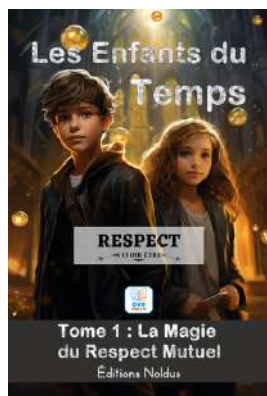 Les Enfants du
Temps
RESPECT
Tome 1 : La Magie
du Respect Mutuel
Éditions Noldus